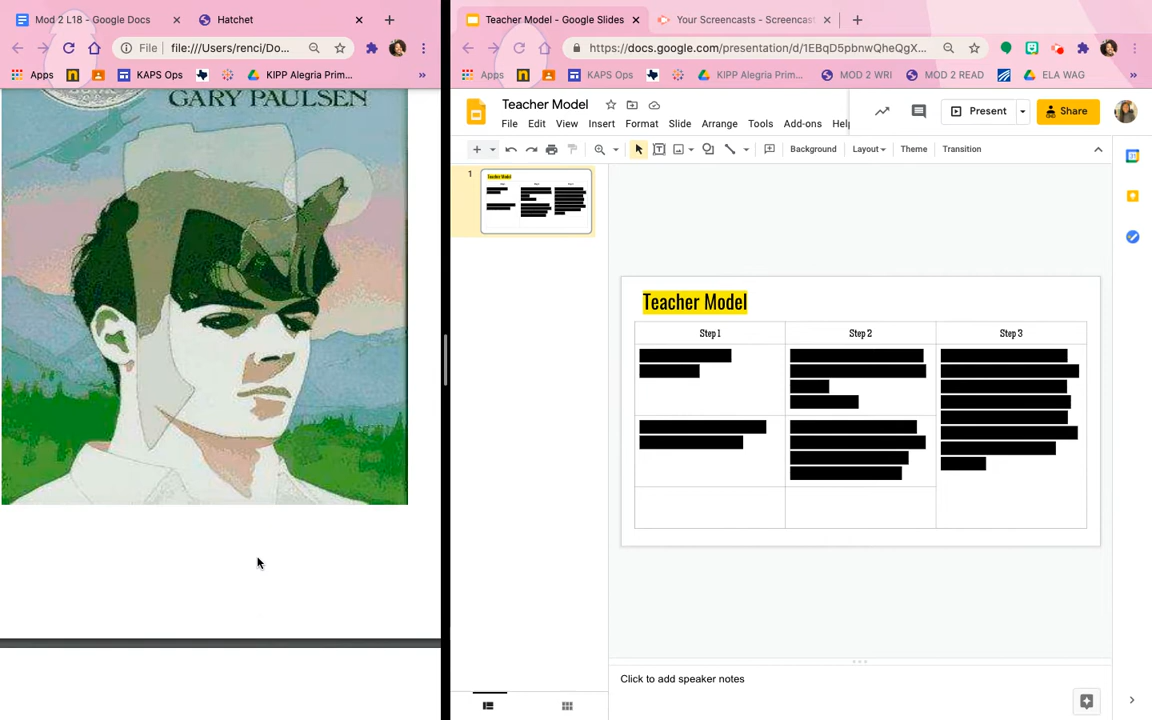 Mod 2 L18 - Google Docs
Hatchet
File
file:///Users/renci/Do...
Apps
KAPS Ops
KIPP Alegria Prim...
GARY PAULSEN
Teacher Model - Google Slides
Your Screencasts - Screencast
https://docs.google.com/presentation/d/1EBqD5pbnwQheQgX...
Apps
KAPS Ops
KIPP Alegria Prim...
MOD 2 WRI
MOD 2 READ
ELA WAG
Teacher Model
File Edit View Insert Format Slide Arrange Tools Add-ons Help
Present
Share
Background Layout Theme Transition
1
Teacher Model
Step 1 Step 2 Step 3
Click to add speaker notes